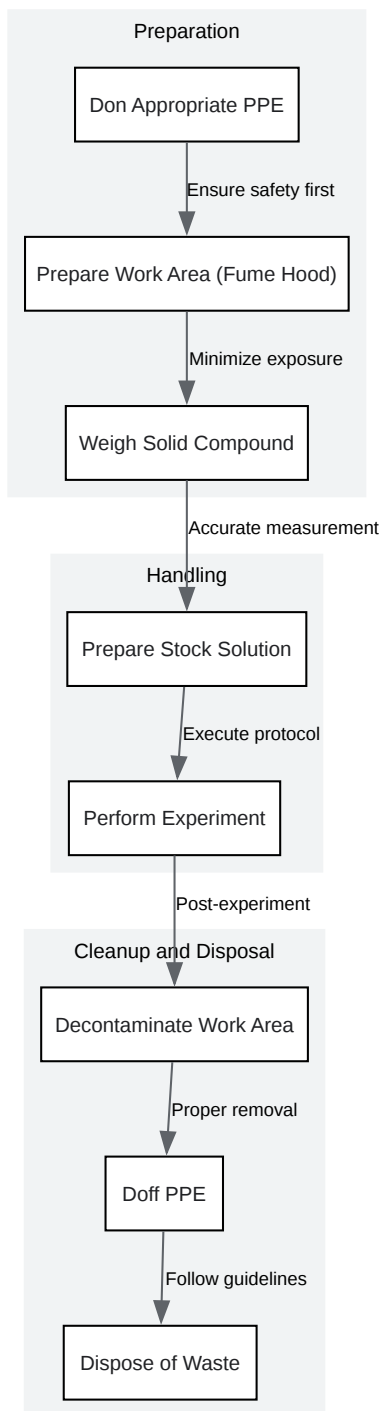 Preparation
Don Appropriate PPE
Ensure safety first
Prepare Work Area (Fume Hood)
Minimize exposure
Weigh Solid Compound
Accurate measurement
Handling
Prepare Stock Solution
Execute protocol
Perform Experiment
Post-experiment
Cleanup and Disposal
Decontaminate Work Area
Proper removal
Doff PPE
Follow guidelines
Dispose of Waste